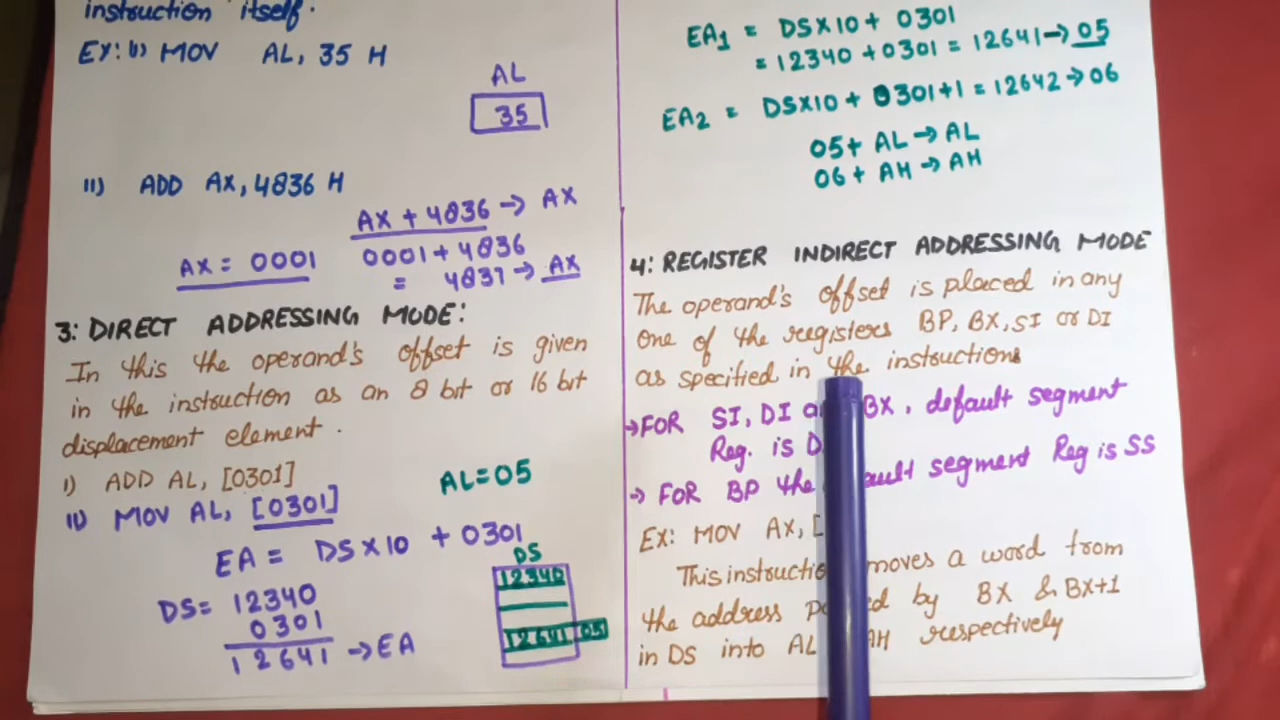 instruction itself.
Ex: i) MOV AL, 35 H
AL
35
ii) ADD AX, 4836 H
AX + 4836 → AX
AX = 0001
0001 + 4836
= 4837 → AX
3: DIRECT ADDRESSING MODE:
In this the operand's offset is given
in the instruction as an 8 bit or 16 bit
displacement element.
i) ADD AL, [0301]
ii) MOV AL, [0301]
AL = 05
EA = DS×10 + 0301
DS = 12340
0301
12641 → EA
DS
12340
12641 05
EA1 = DS×10 + 0301
= 12340 + 0301 = 12641 → 05
EA2 = DS×10 + 0301+1 = 12642 → 06
05 + AL → AL
06 + AH → AH
4: REGISTER INDIRECT ADDRESSING MODE
The operand's offset is placed in any
One of the registers BP, BX, SI or DI
as specified in the instructions
→ FOR SI, DI BX, default segment
Reg. is
→ FOR BP the segment Reg is SS
Ex: MOV AX, [
This moves a word from
the address by BX & BX+1
in DS into AL AH respectively